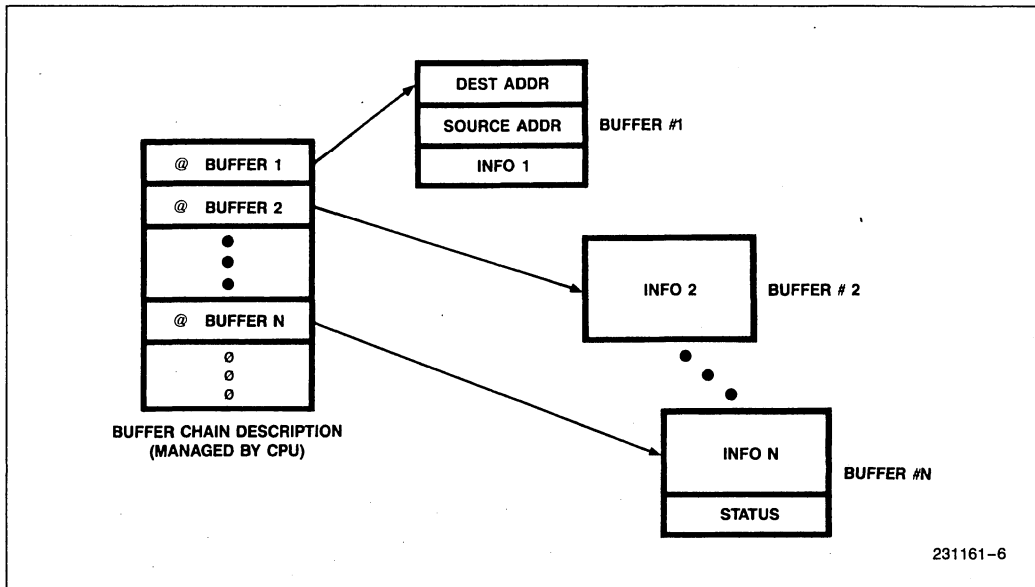 DEST ADDR
SOURCE ADDR
INFO 1
BUFFER #1
@ BUFFER 1
@ BUFFER 2
@ BUFFER N
Ø
Ø
Ø
BUFFER CHAIN DESCRIPTION
(MANAGED BY CPU)
INFO 2
BUFFER # 2
INFO N
STATUS
BUFFER #N
231161-6